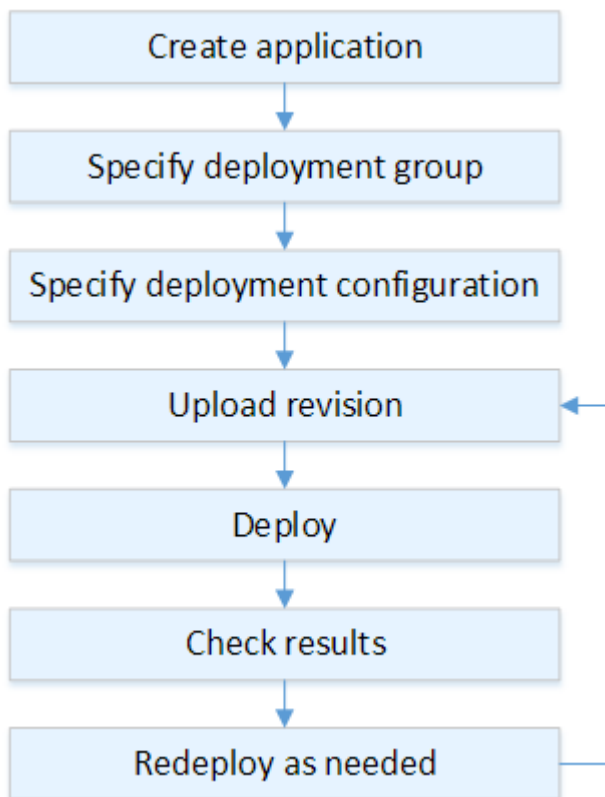 Create application
Specify deployment group
Specify deployment configuration
Upload revision
Deploy
Check results
Redeploy as needed